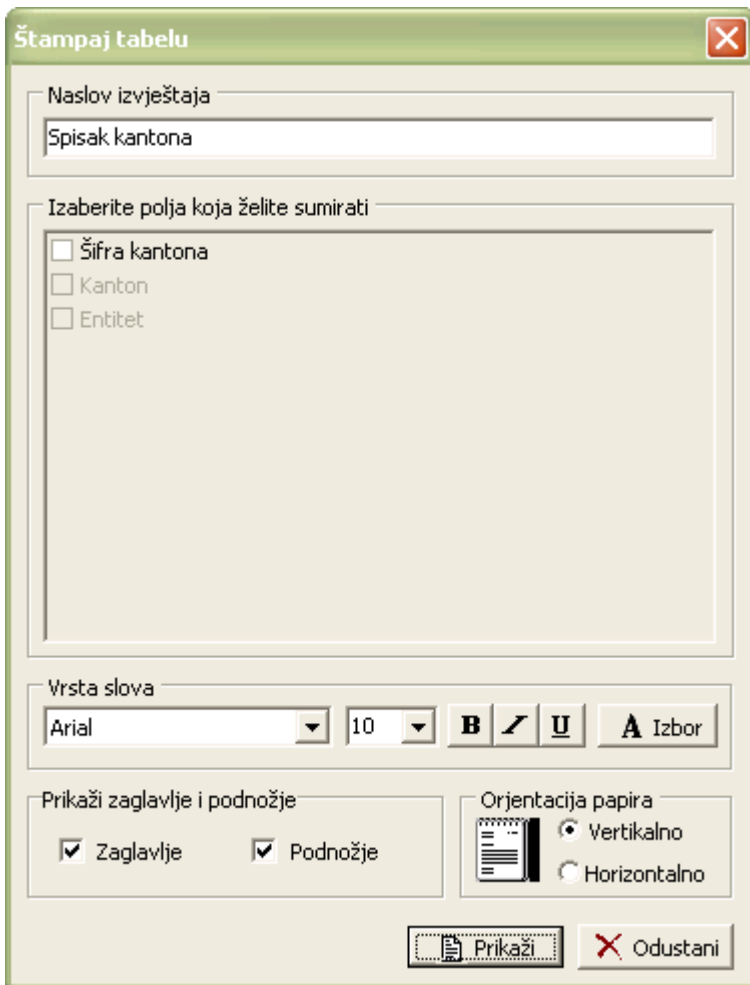 Štampaj tabelu
Naslov izvještaja
Spisak kantona
Izaberite polja koja želite sumirati
Šifra kantona
Kanton
Entitet
Vrsta slova
Arial 10 B I U A Izbor
Prikaži zaglavlje i podnožje
Zaglavlje Podnožje
Orjentacija papira
Vertikalno
Horizontalno
Prikaži Odustani